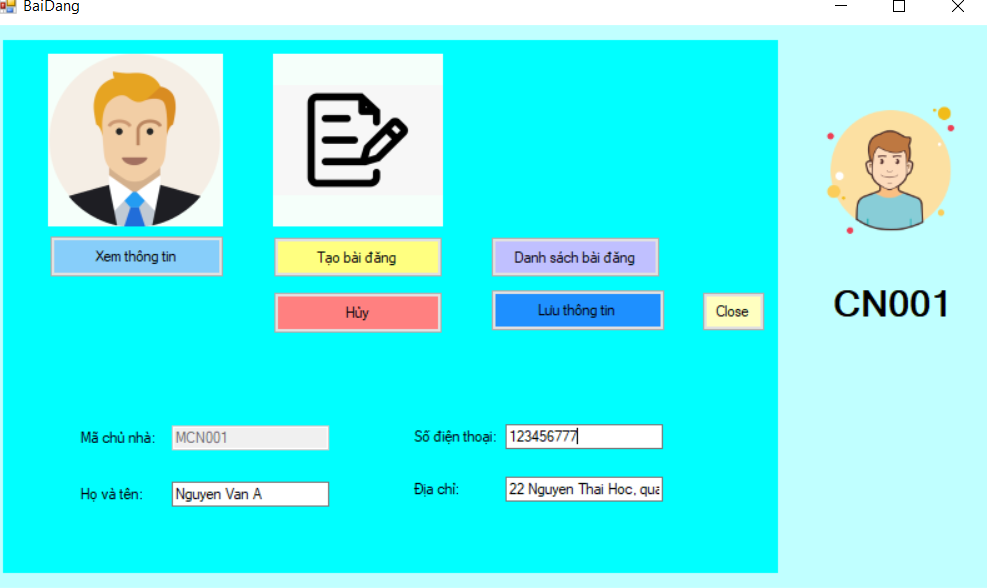 BaiDang
Xem thông tin
Tạo bài đăng
Danh sách bài đăng
Hủy
Lưu thông tin
Close
CN001
Mã chủ nhà: MCN001
Số điện thoại: 123456777
Họ và tên: Nguyen Van A
Địa chỉ: 22 Nguyen Thai Hoc, qua